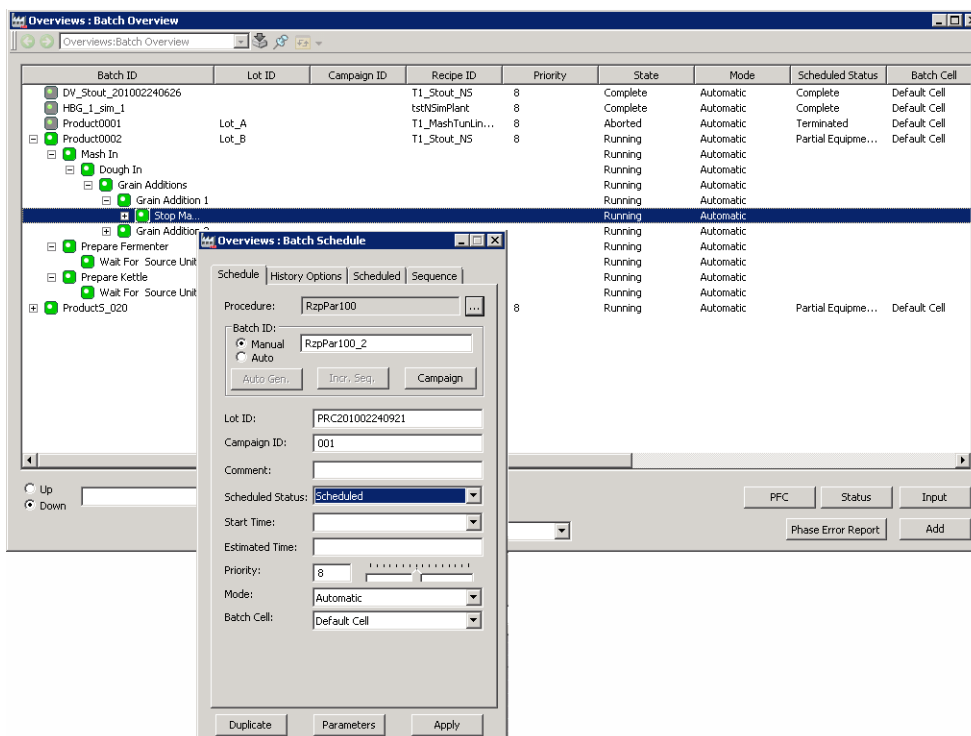 Overviews : Batch Overview
Overviews:Batch Overview
Batch ID Lot ID Campaign ID Recipe ID Priority State Mode Scheduled Status Batch Cell
DV_Stout_201002240626 T1_Stout_NS 8 Complete Automatic Complete Default Cell
HBG_1_sim_1 tstNSimPlant 8 Complete Automatic Complete Default Cell
Product0001 Lot_A T1_MashTunLin... 8 Aborted Automatic Terminated Default Cell
Product0002 Lot_B T1_Stout_NS 8 Running Automatic Partial Equipme... Default Cell
Mash In Running Automatic
Dough In Running Automatic
Grain Additions Running Automatic
Grain Addition 1 Running Automatic
Stop Ma... Running Automatic
Grain Addition Running Automatic
Prepare Fermenter Running Automatic
Wait For Source Unit Running Automatic
Prepare Kettle Running Automatic
Wait For Source Unit Running Automatic
ProductS_020 8 Running Automatic Partial Equipme... Default Cell
Up
Down
PFC Status Input
Phase Error Report Add
Overviews : Batch Schedule
Schedule History Options Scheduled Sequence
Procedure: RzpPar100 ...
Batch ID:
Manual RzpPar100_2
Auto
Auto Gen. Incr. Seq. Campaign
Lot ID: PRC201002240921
Campaign ID: 001
Comment:
Scheduled Status: Scheduled
Start Time:
Estimated Time:
Priority: 8
Mode: Automatic
Batch Cell: Default Cell
Duplicate Parameters Apply